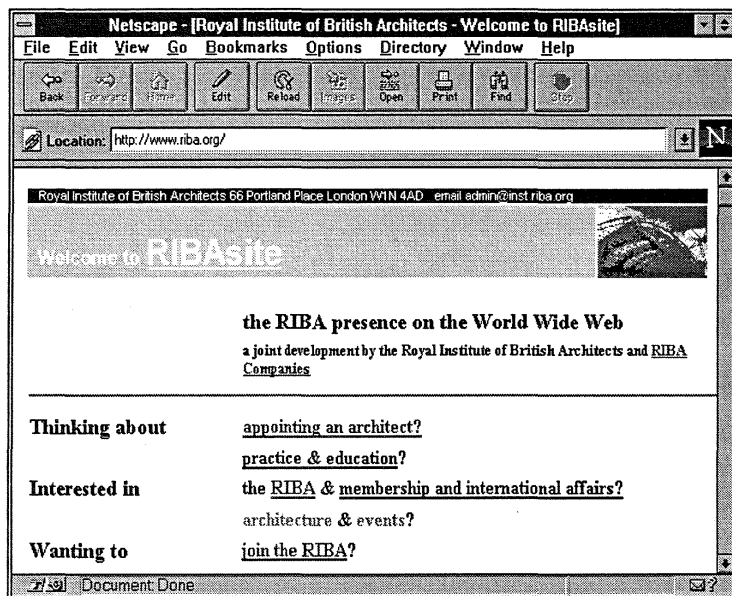 Netscape - [Royal Institute of British Architects - Welcome to RIBAsite]
File Edit View Go Bookmarks Options Directory Window Help
Back Forward Home Edit Reload Images Open Print Find Stop
Location: http://www.riba.org/ N
Royal Institute of British Architects 66 Portland Place London W1N 4AD email admin@inst.riba.org
Welcome to RIBAsite
the RIBA presence on the World Wide Web
a joint development by the Royal Institute of British Architects and RIBA
Companies
Thinking about appointing an architect?
practice & education?
Interested in the RIBA & membership and international affairs?
architecture & events?
Wanting to join the RIBA?
Document: Done